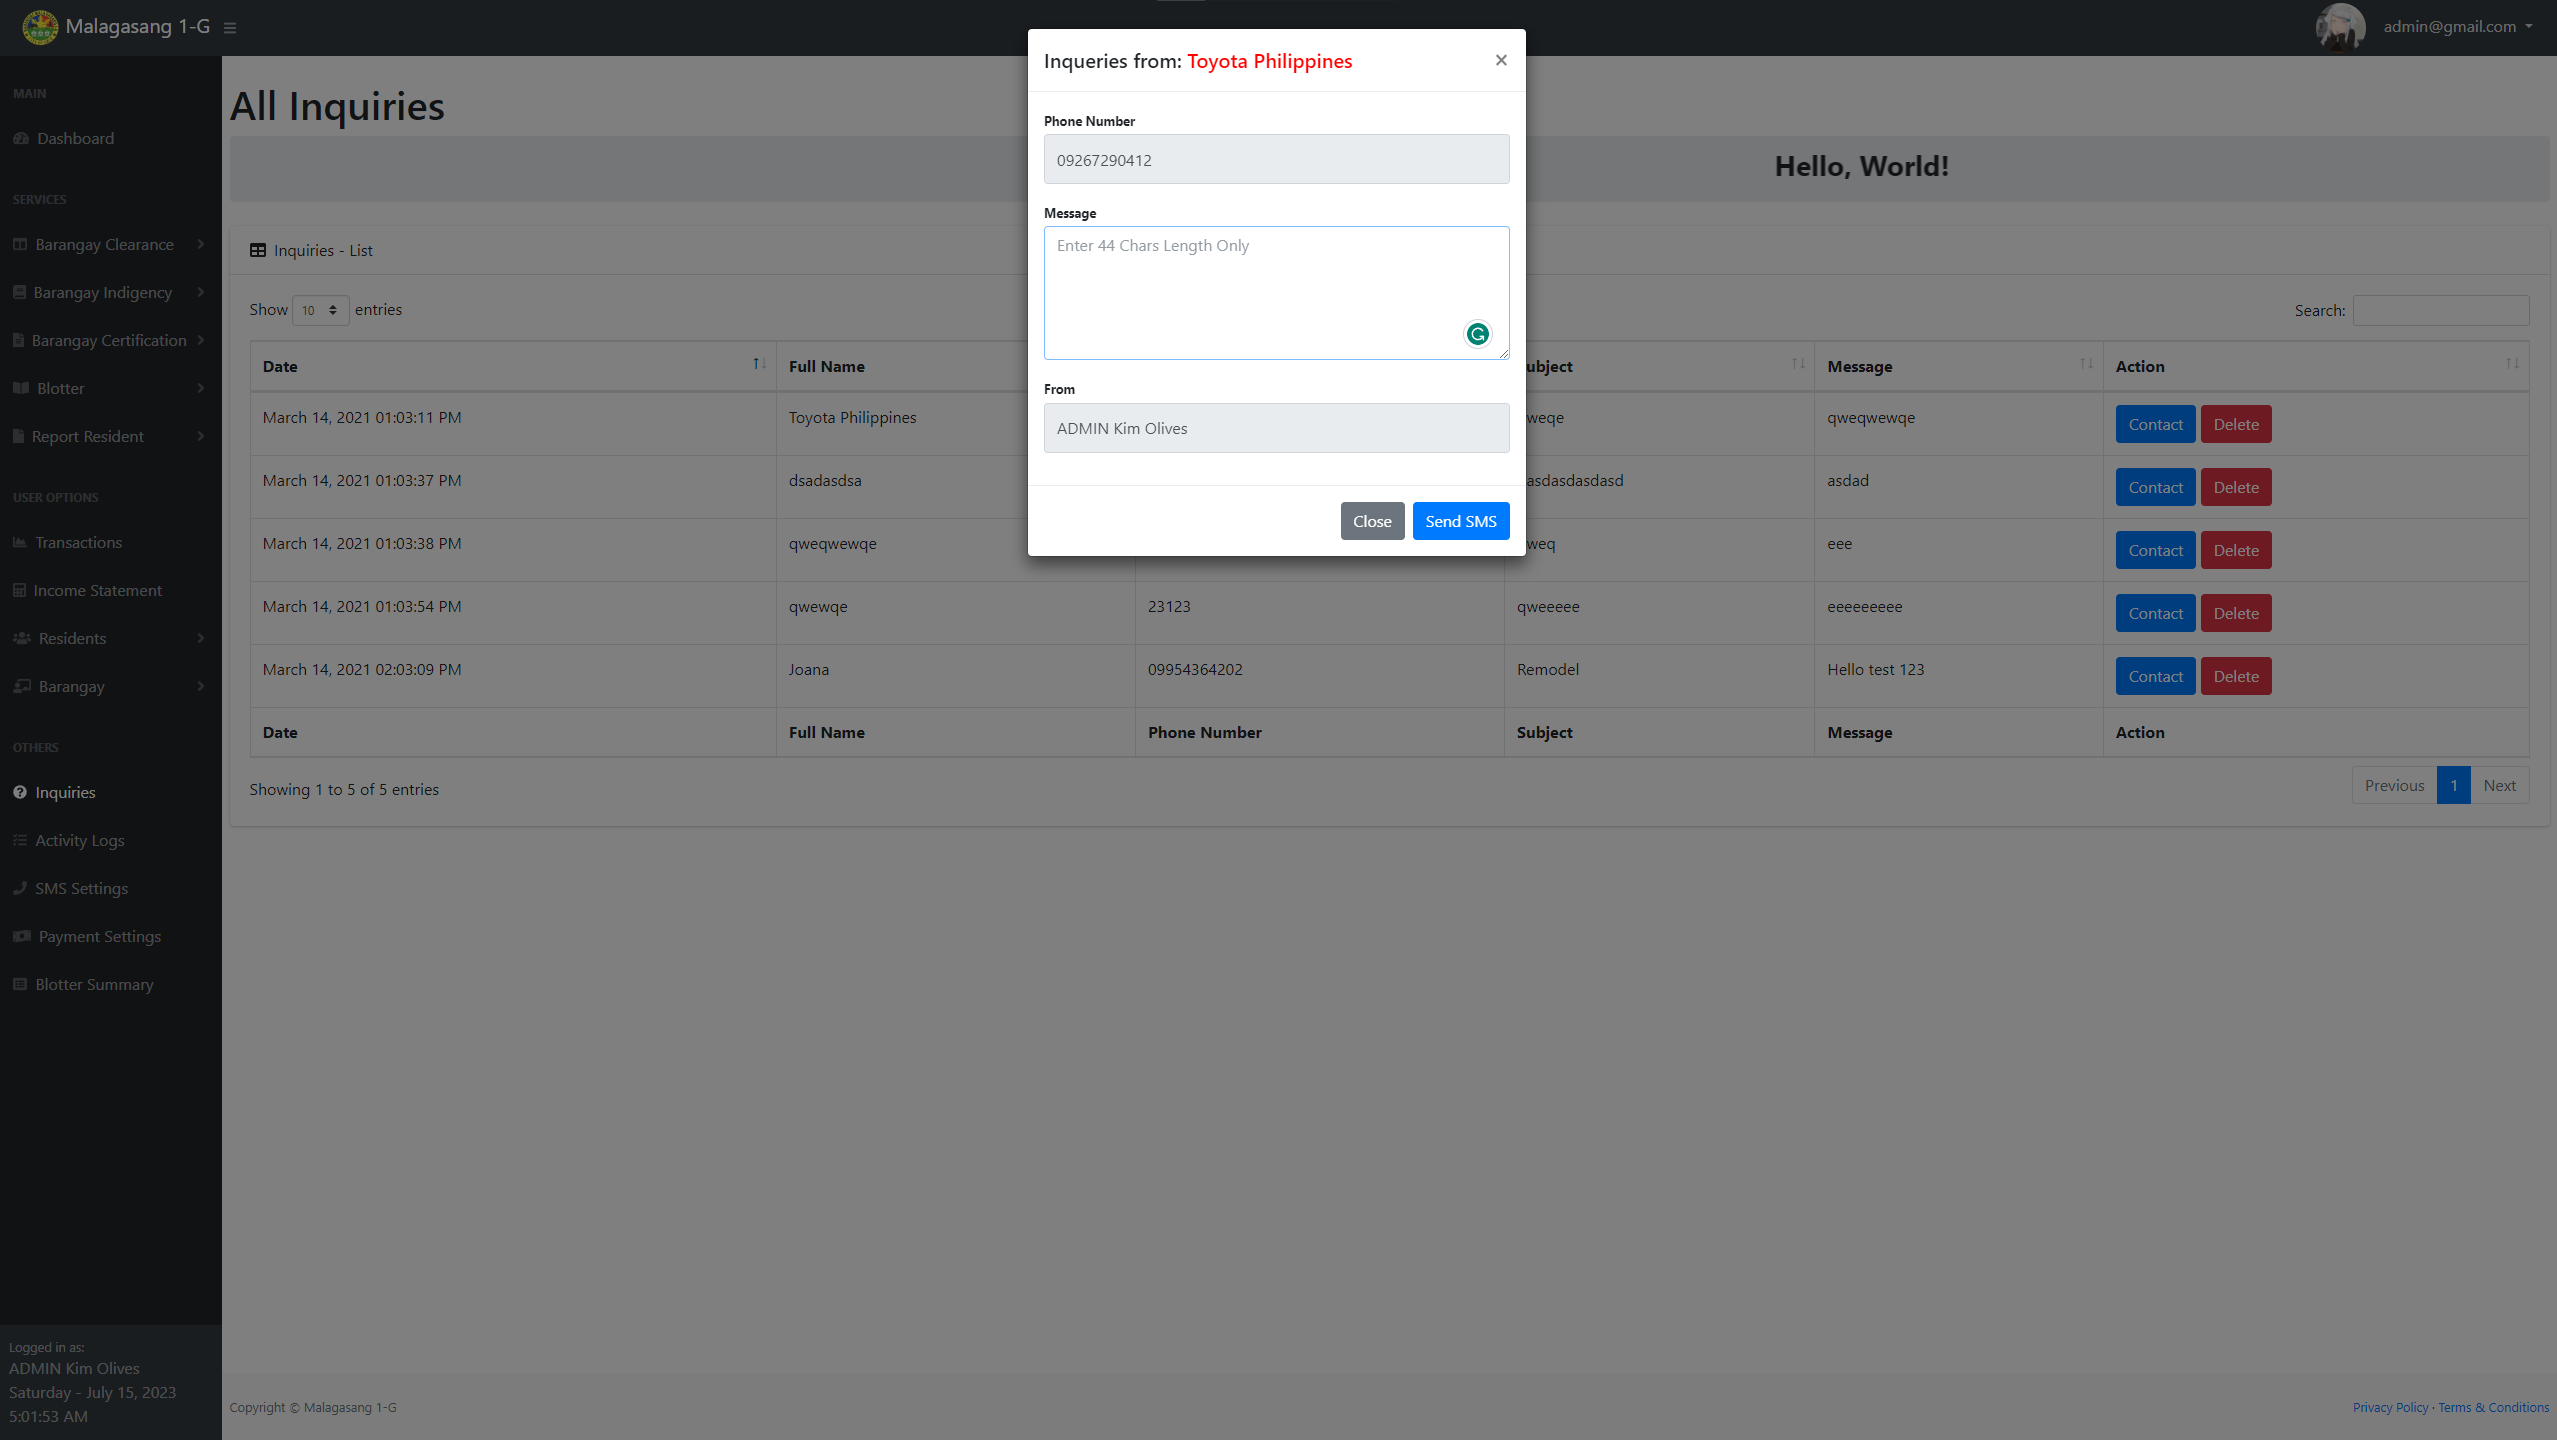 Malagasang 1-G
admin@gmail.com
MAIN
Dashboard
SERVICES
Barangay Clearance
Barangay Indigency
Barangay Certification
Blotter
Report Resident
USER OPTIONS
Transactions
Income Statement
Residents
Barangay
OTHERS
Inquiries
Activity Logs
SMS Settings
Payment Settings
Blotter Summary
Logged in as:
ADMIN Kim Olives
Saturday - July 15, 2023
5:01:53 AM
All Inquiries
Hello, World!
Inquiries - List
Show 10 entries
Search:
Date Full Name ubject Message Action
March 14, 2021 01:03:11 PM Toyota Philippines weqe qweqwewqe Contact Delete
March 14, 2021 01:03:37 PM dsadasdsa asdasdasdasd asdad Contact Delete
March 14, 2021 01:03:38 PM qweqwewqe weq eee Contact Delete
March 14, 2021 01:03:54 PM qwewqe 23123 qweeeee eeeeeeeee Contact Delete
March 14, 2021 02:03:09 PM Joana 09954364202 Remodel Hello test 123 Contact Delete
Date Full Name Phone Number Subject Message Action
Showing 1 to 5 of 5 entries
Previous 1 Next
Inqueries from: Toyota Philippines ×
Phone Number
09267290412
Message
Enter 44 Chars Length Only
From
ADMIN Kim Olives
Close Send SMS
Copyright © Malagasang 1-G
Privacy Policy · Terms & Conditions